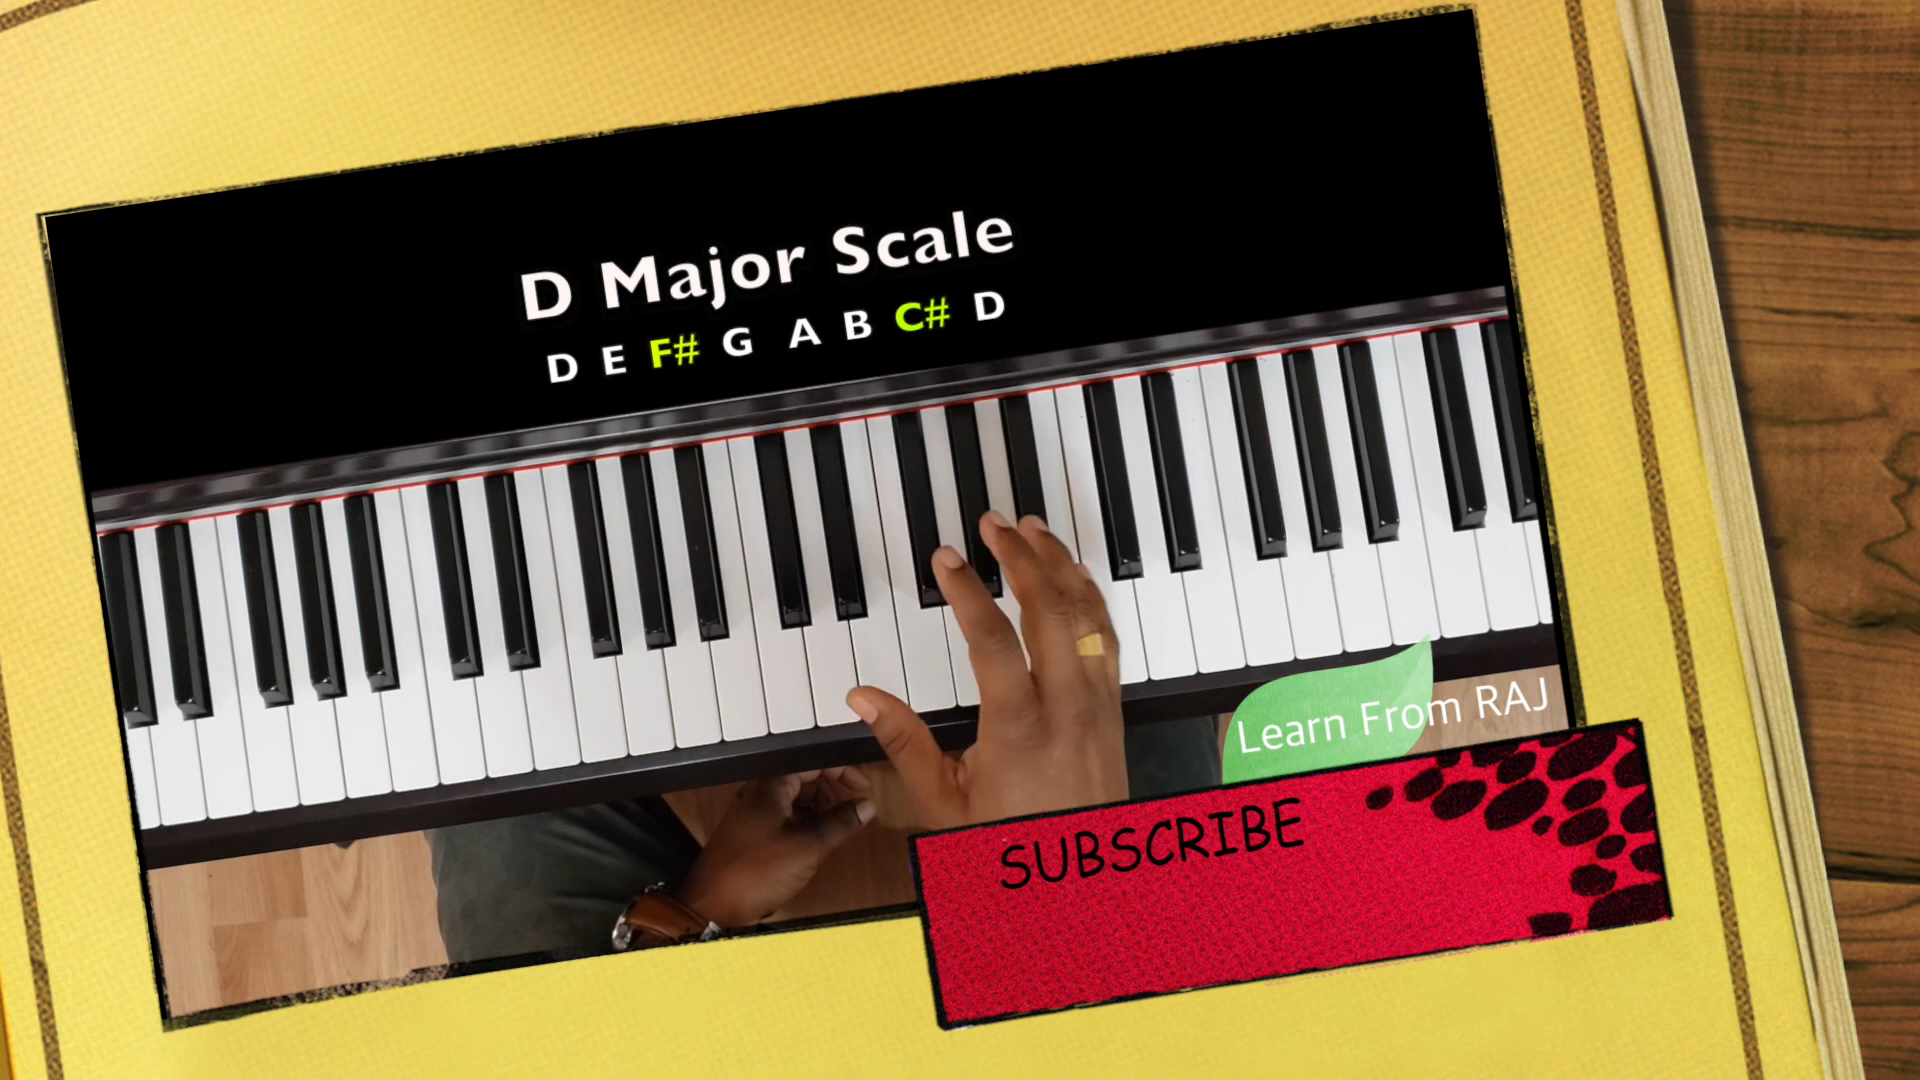 D Major Scale
D E F# G A B C# D
Learn From RAJ
SUBSCRIBE